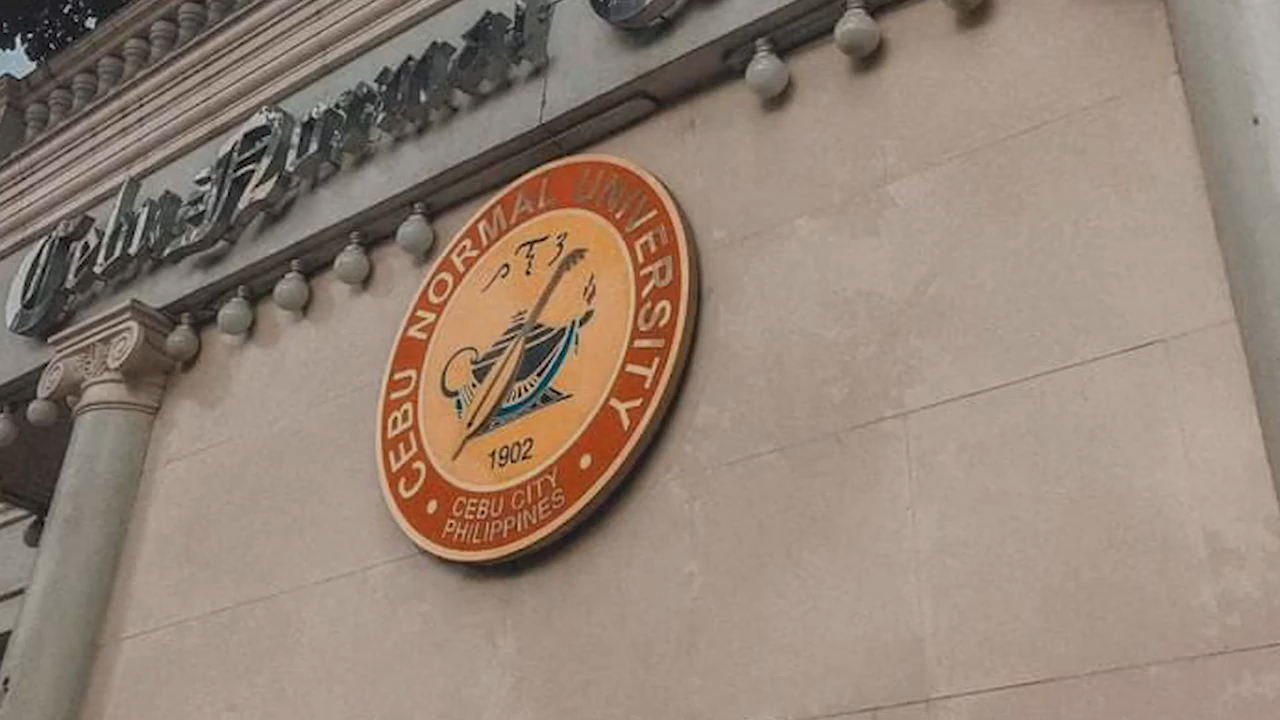 Cebu Normal
CEBU NORMAL UNIVERSITY
1902
CEBU CITY
PHILIPPINES